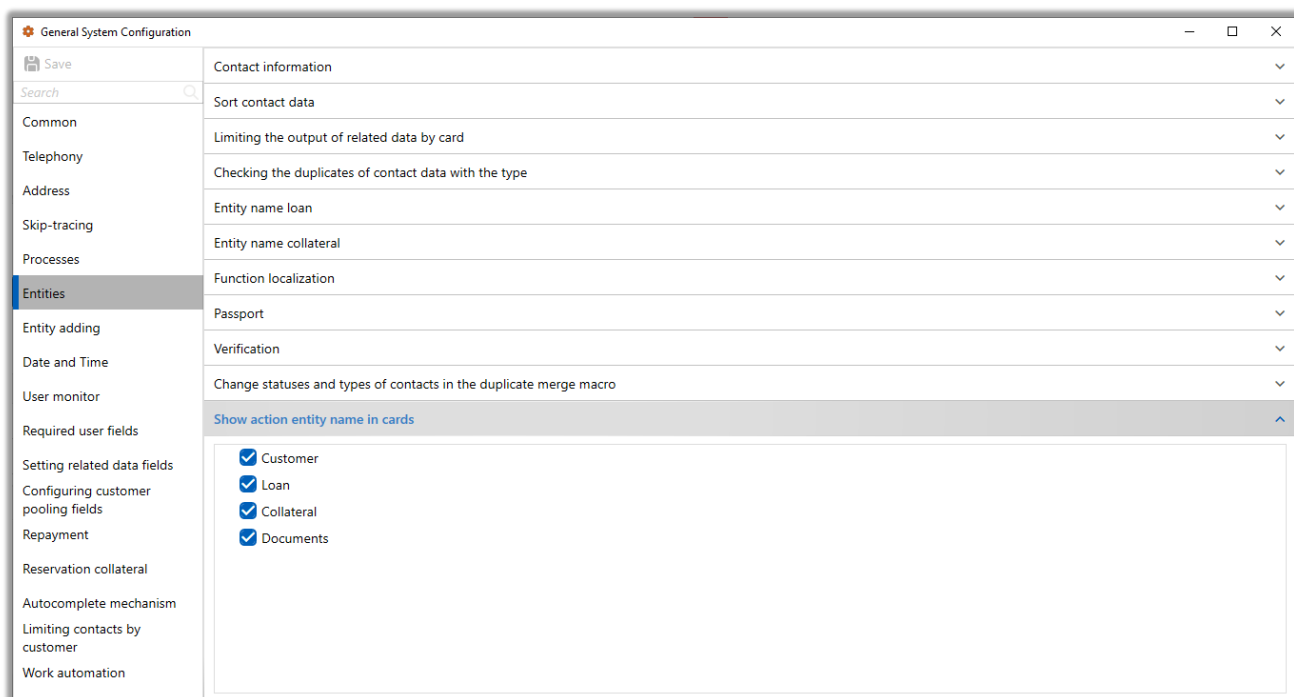 General System Configuration
Save
Search
Common
Telephony
Address
Skip-tracing
Processes
Entities
Entity adding
Date and Time
User monitor
Required user fields
Setting related data fields
Configuring customer
pooling fields
Repayment
Reservation collateral
Autocomplete mechanism
Limiting contacts by
customer
Work automation
Contact information
Sort contact data
Limiting the output of related data by card
Checking the duplicates of contact data with the type
Entity name loan
Entity name collateral
Function localization
Passport
Verification
Change statuses and types of contacts in the duplicate merge macro
Show action entity name in cards
Customer
Loan
Collateral
Documents